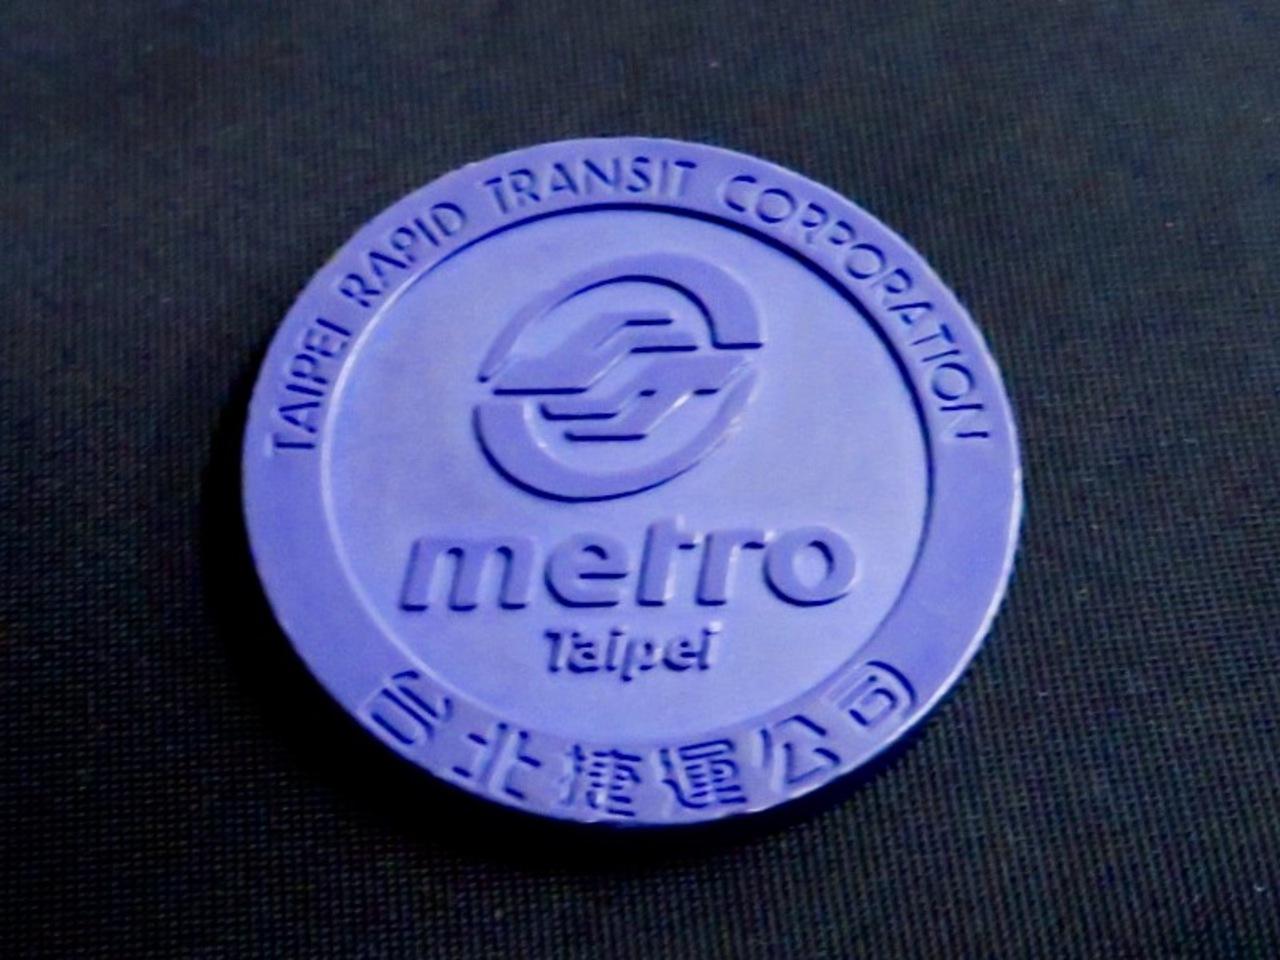 TAIPEI RAPID TRANSIT CORPORATION
metro
Taipei
台北捷運公司